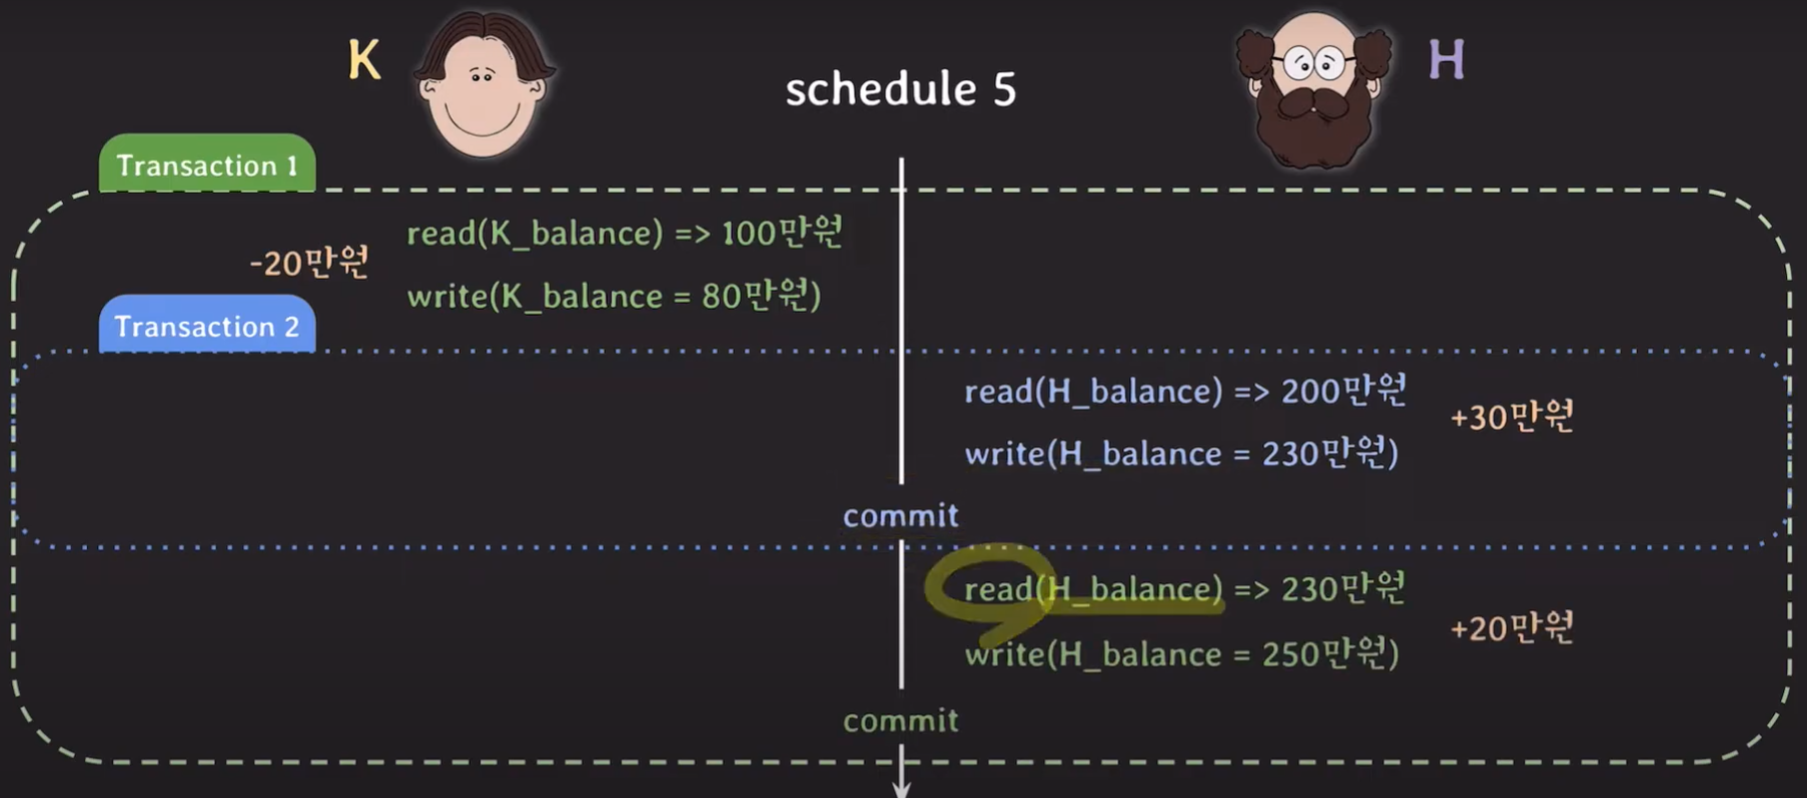 K
H
schedule 5
Transaction 1
read(K_balance) => 100만원
-20만원
write(K_balance = 80만원)
Transaction 2
read(H_balance) => 200만원
+30만원
write(H_balance = 230만원)
commit
read(H_balance) => 230만원
+20만원
write(H_balance = 250만원)
commit